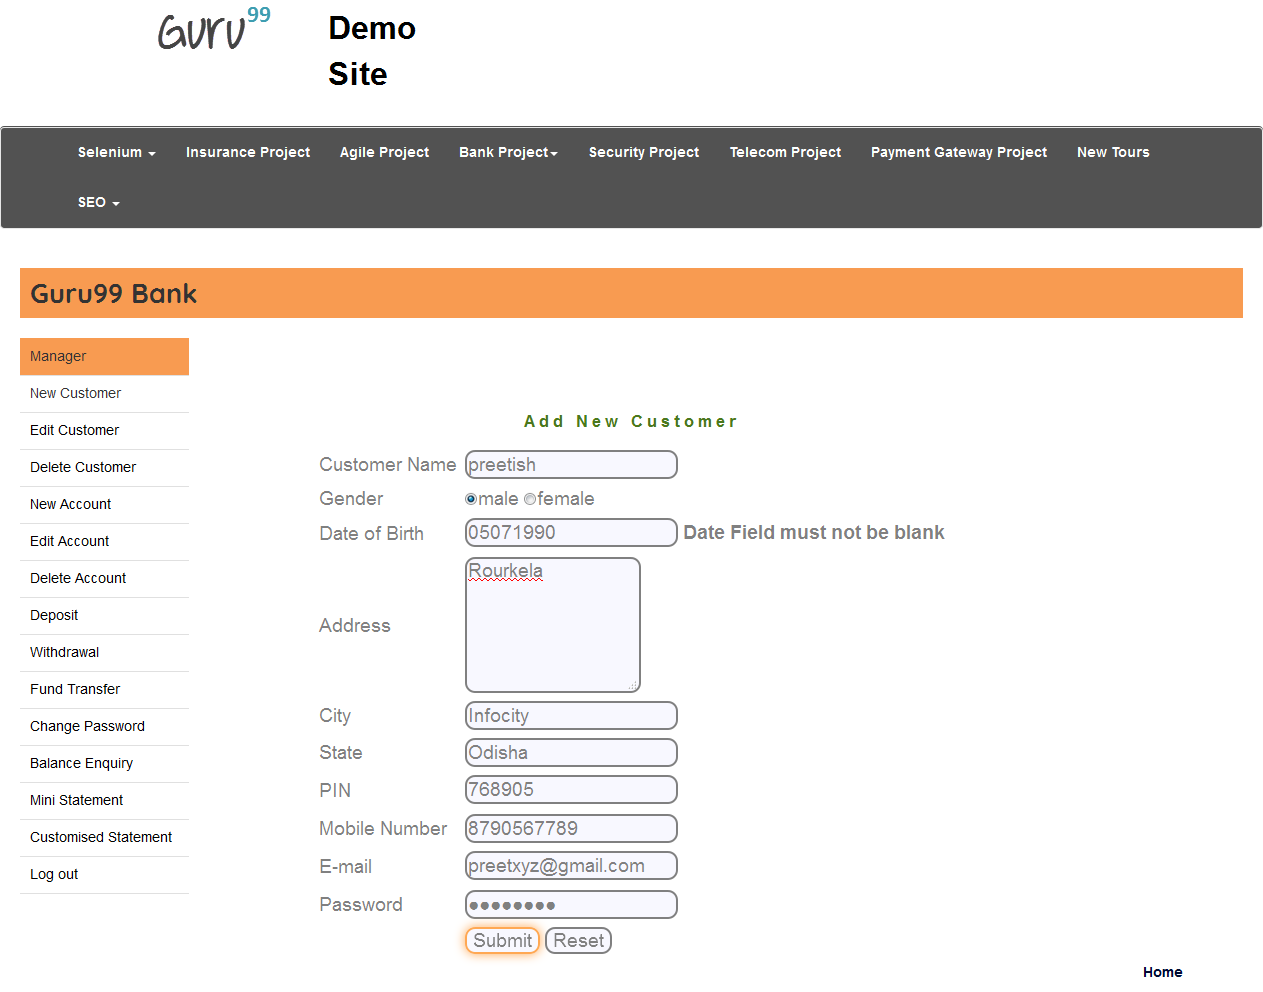 Guru99
Demo
Site
Selenium Insurance Project Agile Project Bank Project Security Project Telecom Project Payment Gateway Project New Tours
SEO
Guru99 Bank
Manager
New Customer
Edit Customer
Delete Customer
New Account
Edit Account
Delete Account
Deposit
Withdrawal
Fund Transfer
Change Password
Balance Enquiry
Mini Statement
Customised Statement
Log out
Add New Customer
Customer Name preetish
Gender male female
Date of Birth 05071990 Date Field must not be blank
Address Rourkela
City Infocity
State Odisha
PIN 768905
Mobile Number 8790567789
E-mail preetxyz@gmail.com
Password ●●●●●●●●
Submit Reset
Home